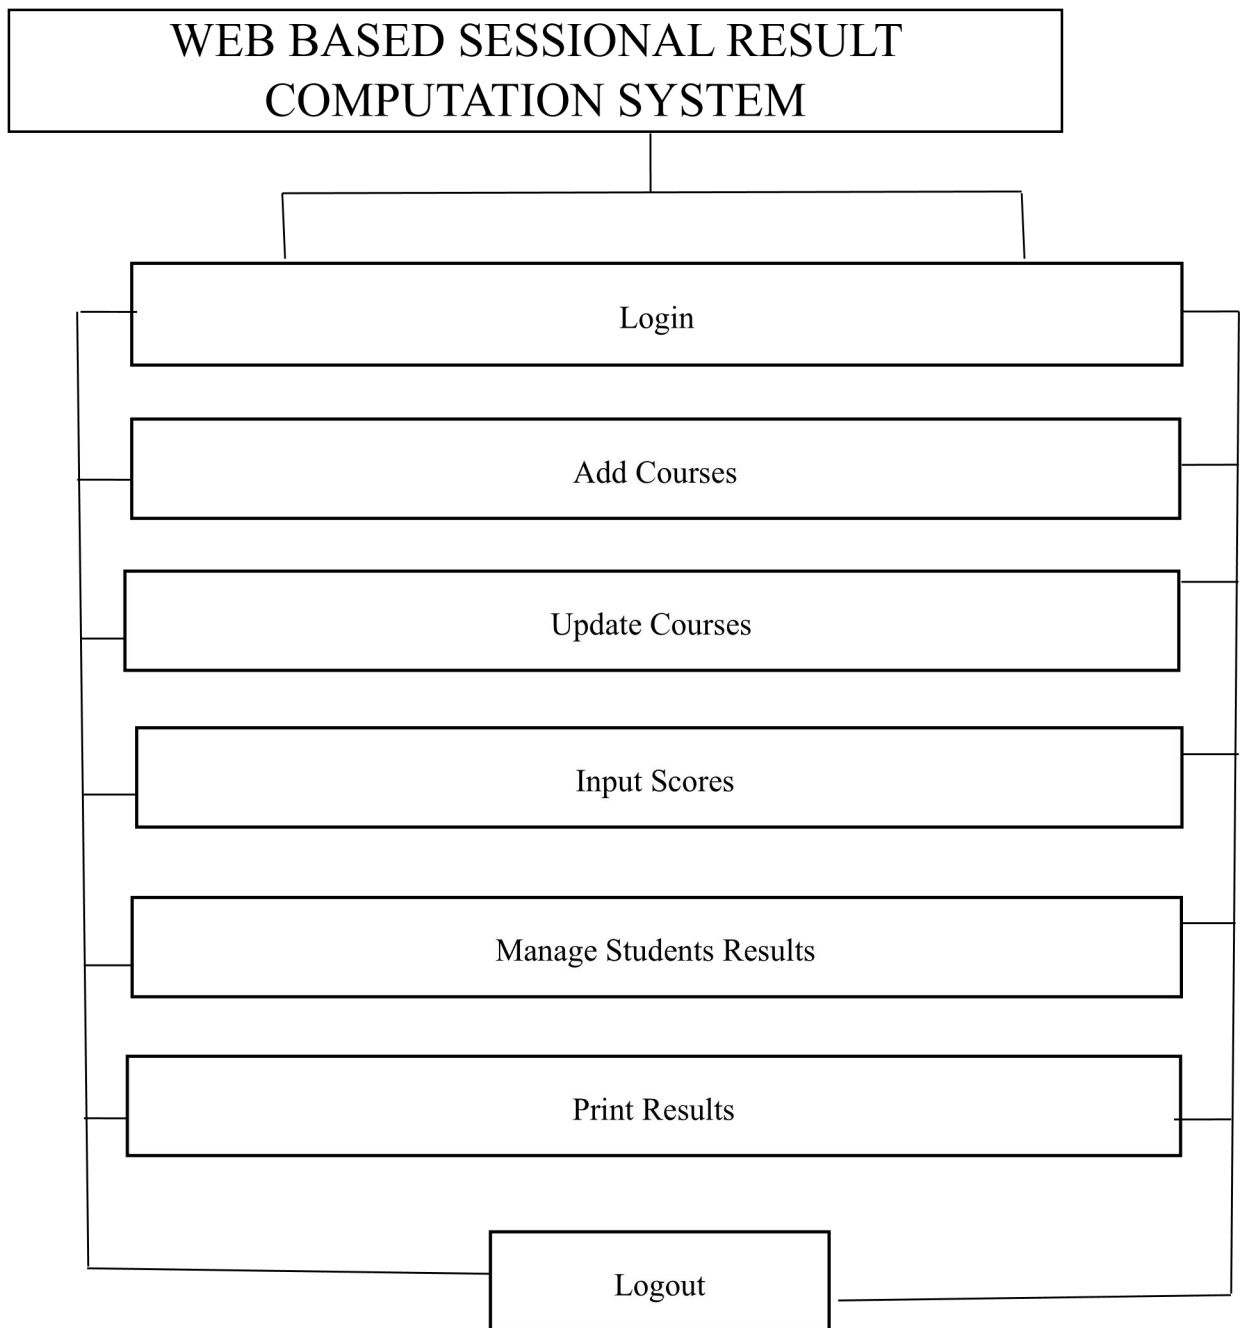 WEB BASED SESSIONAL RESULT
COMPUTATION SYSTEM
Login
Add Courses
Update Courses
Input Scores
Manage Students Results
Print Results
Logout